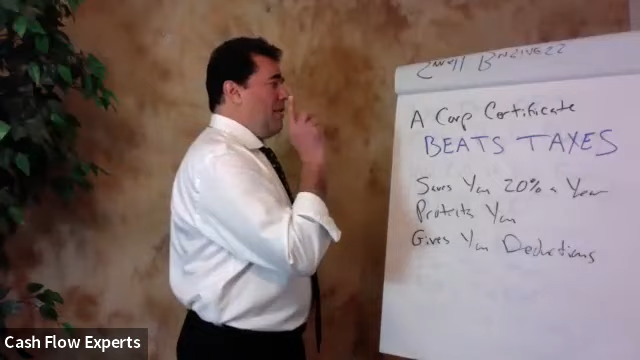 A Corp Certificate
BEATS TAXES
Saves You 20% a Year
Protects You
Gives You Deductions
Cash Flow Experts